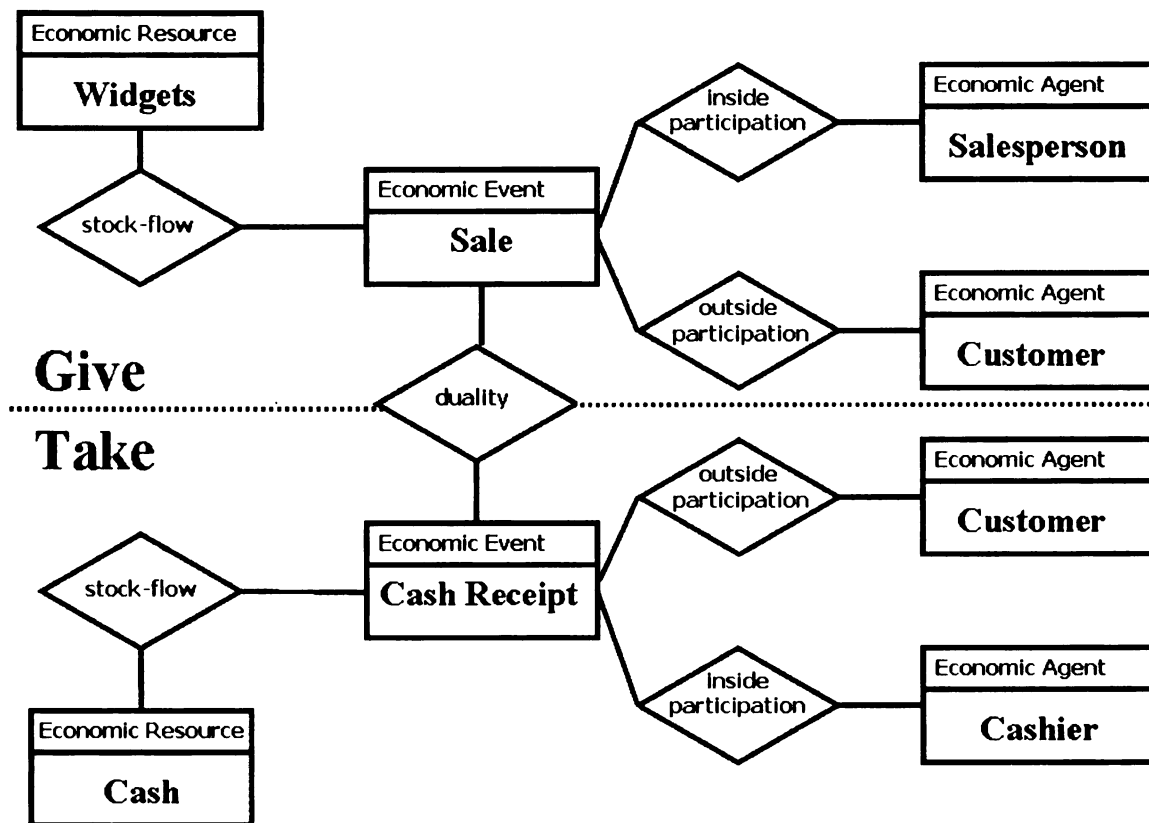 Economic Resource
Widgets
stock-flow
Economic Event
Sale
inside
participation
Economic Agent
Salesperson
outside
participation
Economic Agent
Customer
Give
duality
Take
outside
participation
Economic Agent
Customer
stock-flow
Economic Event
Cash Receipt
inside
participation
Economic Agent
Cashier
Economic Resource
Cash